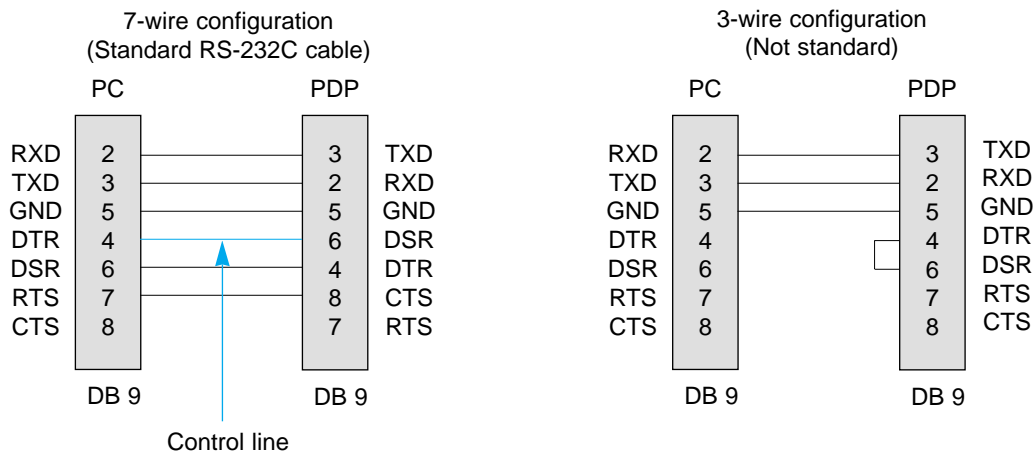 7-wire configuration
(Standard RS-232C cable)
PC PDP
RXD 2 3 TXD
TXD 3 2 RXD
GND 5 5 GND
DTR 4 6 DSR
DSR 6 4 DTR
RTS 7 8 CTS
CTS 8 7 RTS
DB 9 DB 9
Control line
3-wire configuration
(Not standard)
PC PDP
RXD 2 3 TXD
TXD 3 2 RXD
GND 5 5 GND
DTR 4 4 DTR
DSR 6 6 DSR
RTS 7 7 RTS
CTS 8 8 CTS
DB 9 DB 9